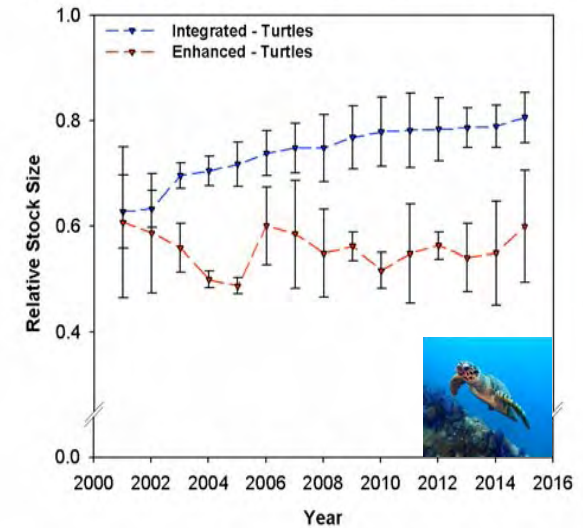 1.0
Integrated - Turtles
Enhanced - Turtles
0.8
0.6
0.4
0.0
Relative Stock Size
2000 2002 2004 2006 2008 2010 2012 2014 2016
Year